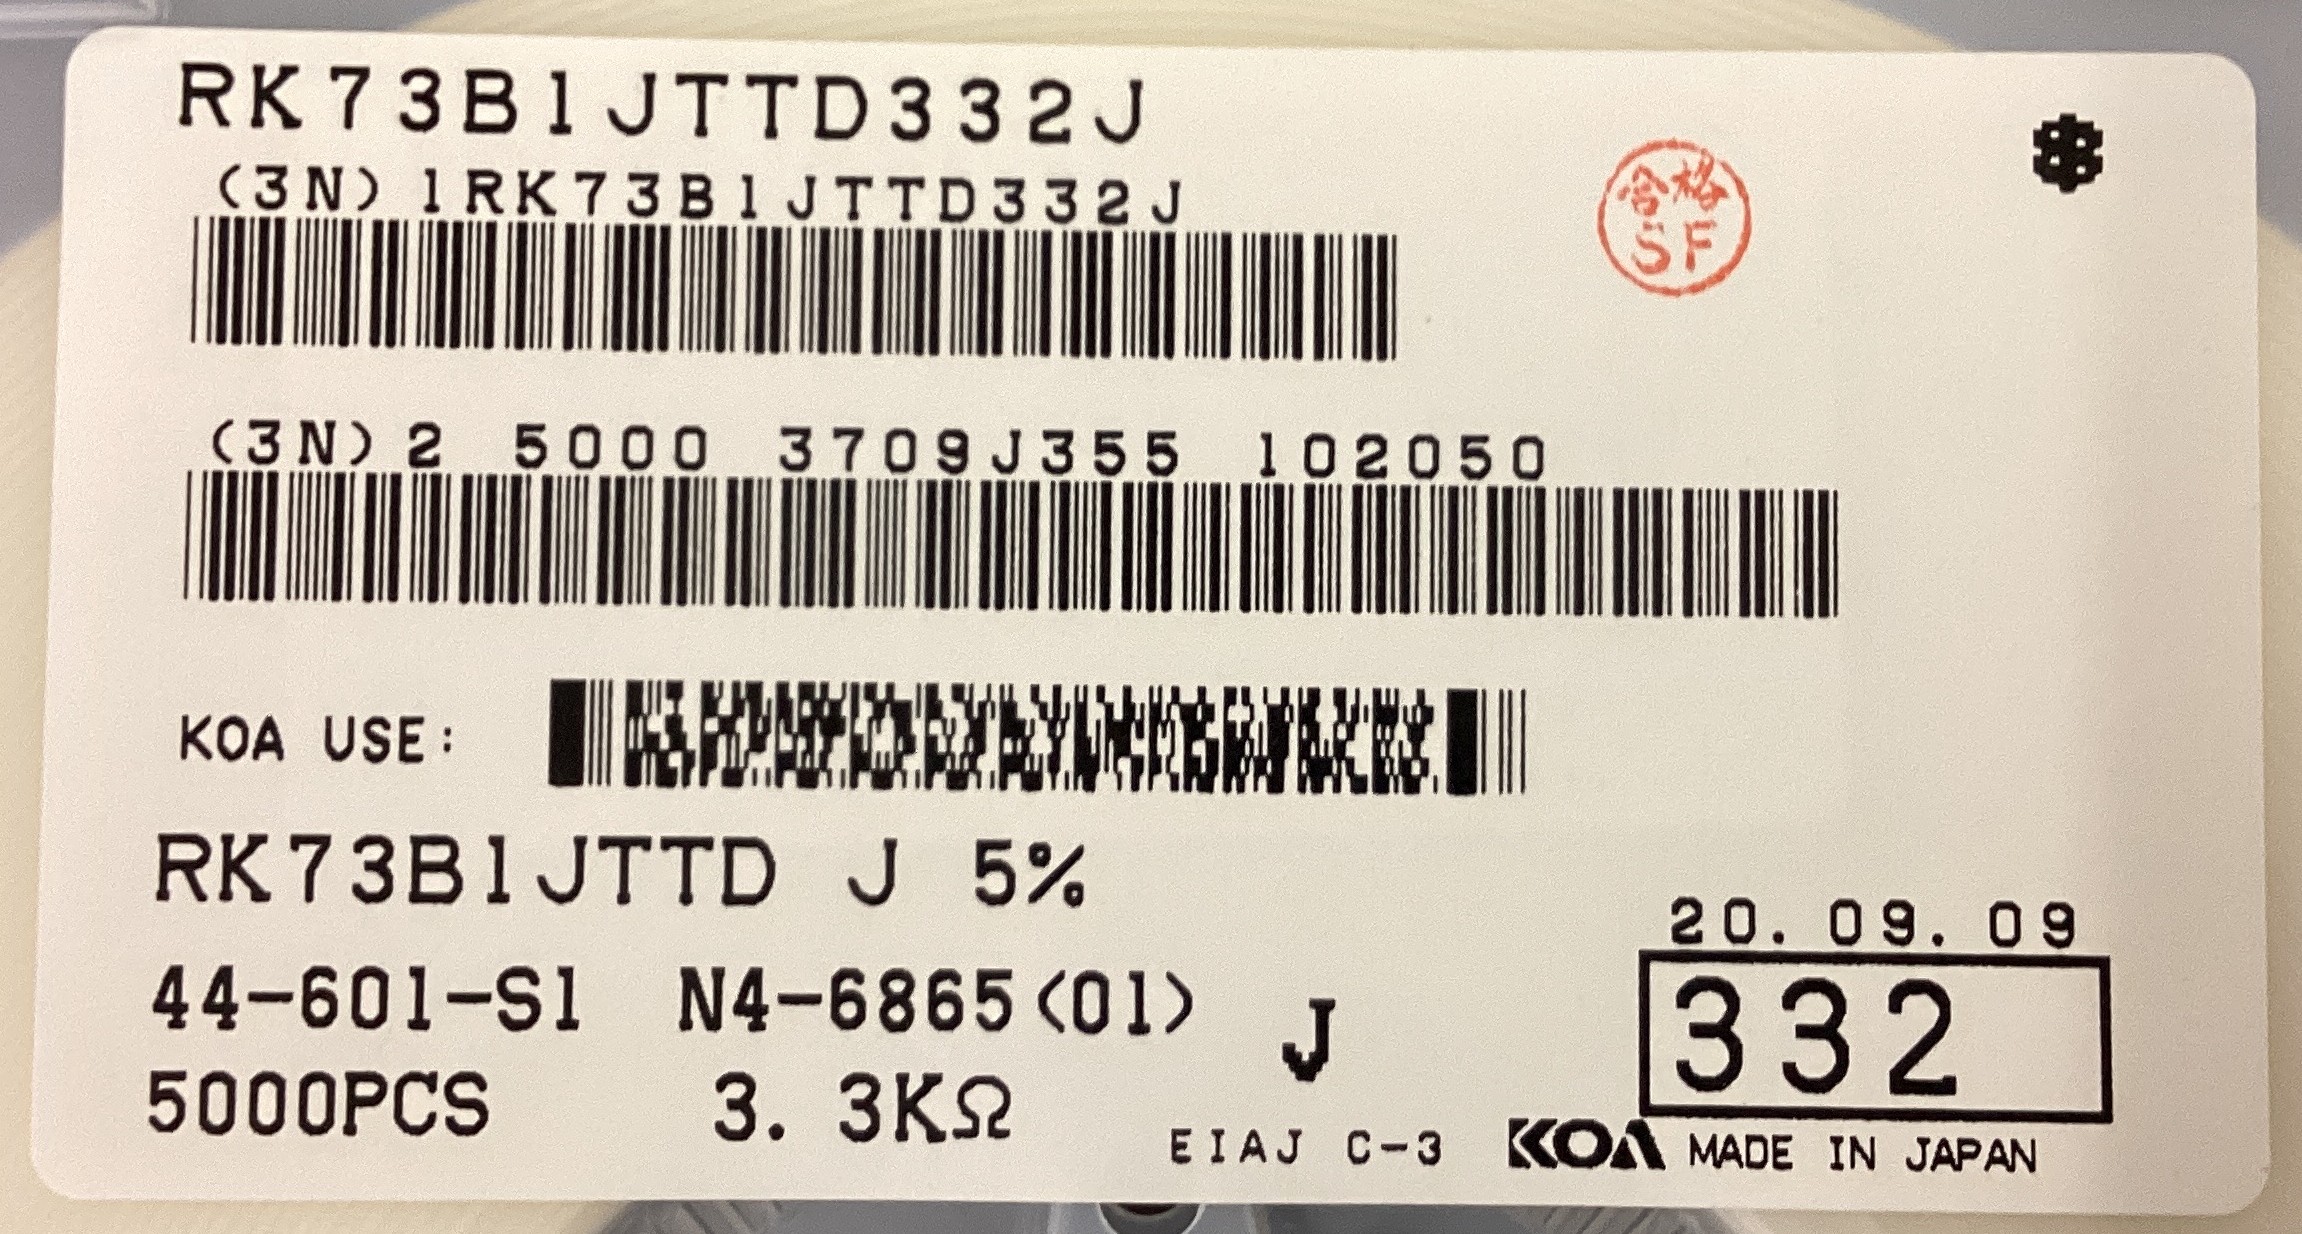 RK73B1JTTD332J
(3N)1RK73B1JTTD332J
合格
SF
(3N)2 5000 3709J355 102050
KOA USE:
RK73B1JTTD J 5%
20.09.09
44-601-S1 N4-6865(01) J 332
5000PCS 3.3KΩ
EIAJ C-3 KOA MADE IN JAPAN